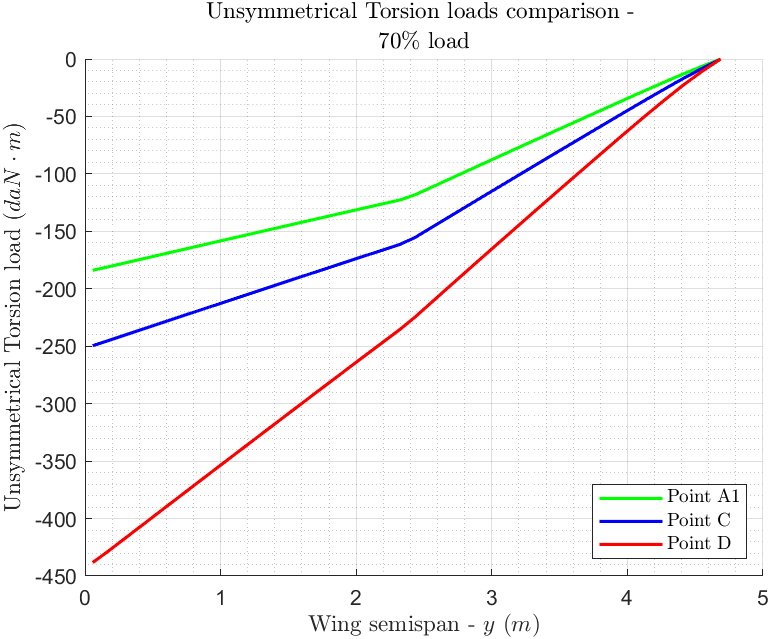 Unsymmetrical Torsion loads comparison -
70% load
Unsymmetrical Torsion load (daN · m)
0
-50
-100
-150
-200
-250
-300
-350
-400
-450
0 1 2 3 4 5
Wing semispan - y (m)
Point A1
Point C
Point D